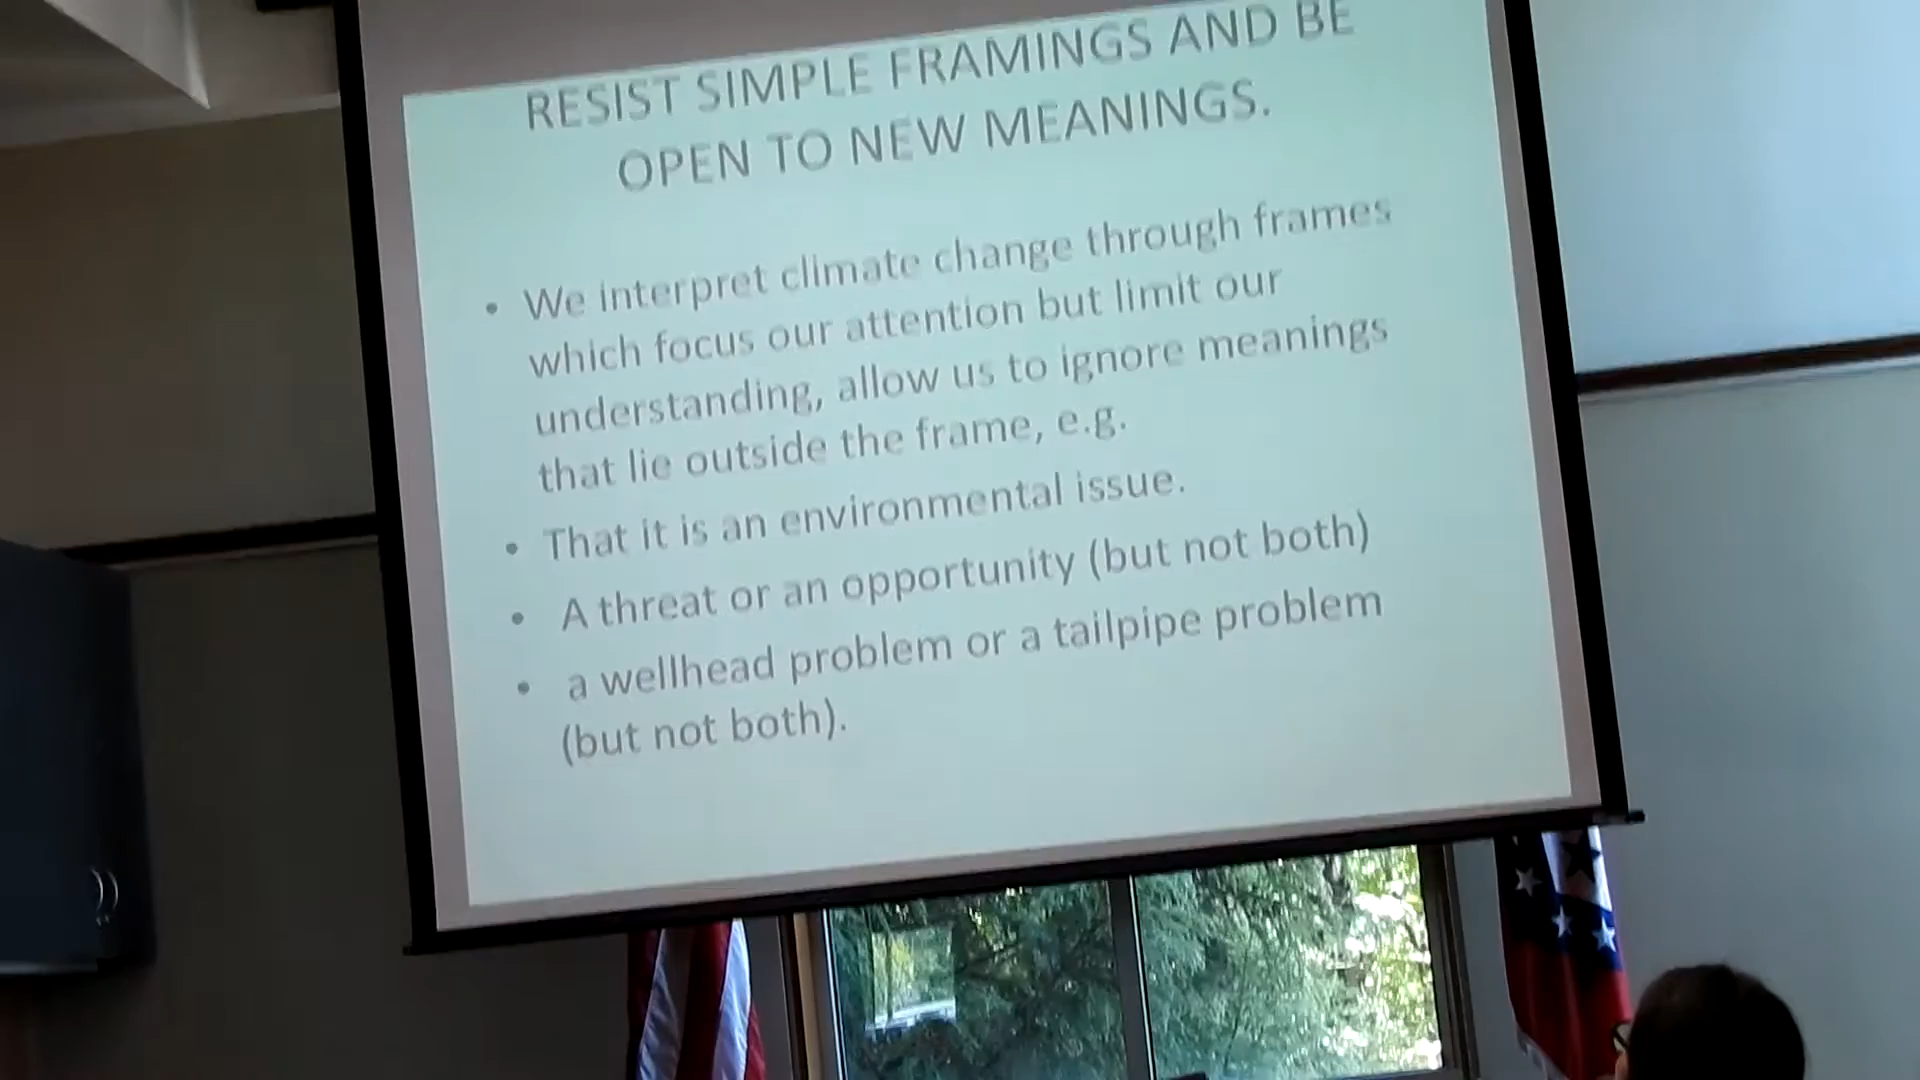 RESIST SIMPLE FRAMINGS AND BE
OPEN TO NEW MEANINGS.
• We interpret climate change through frames
which focus our attention but limit our
understanding, allow us to ignore meanings
that lie outside the frame, e.g.
• That it is an environmental issue.
• A threat or an opportunity (but not both)
• a wellhead problem or a tailpipe problem
(but not both).